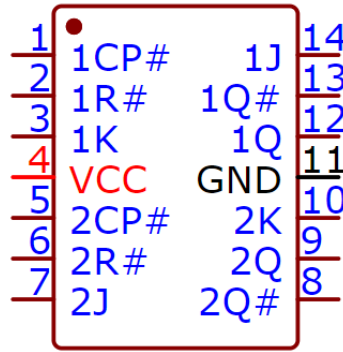 1 1CP# 1J 14
2 1R# 1Q# 13
3 1K 1Q 12
4 VCC GND 11
5 2CP# 2K 10
6 2R# 2Q 9
7 2J 2Q# 8